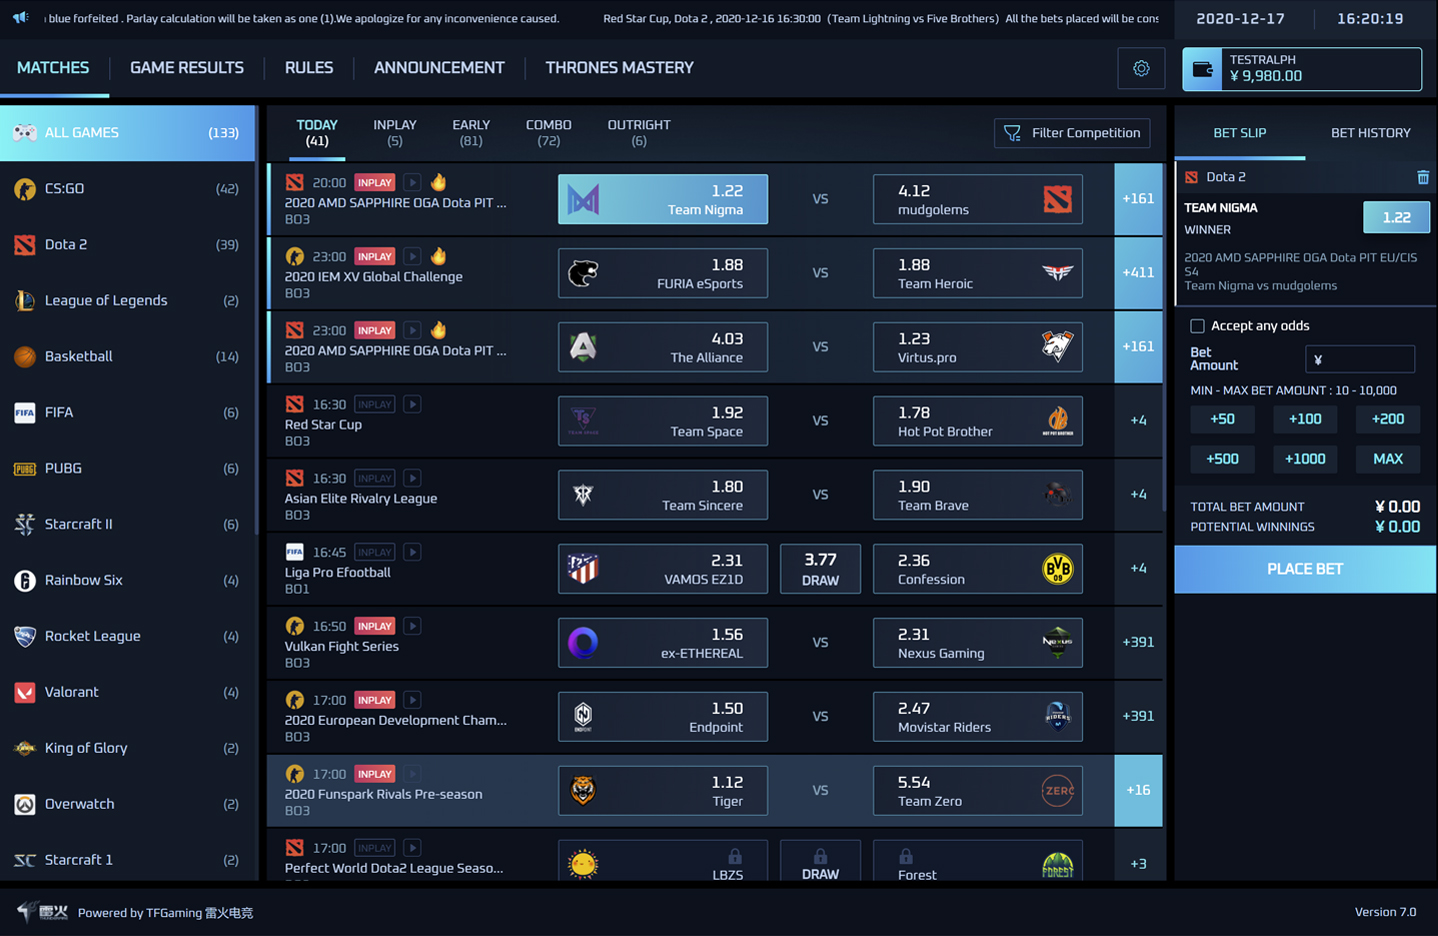 blue forfeited . Parlay calculation will be taken as one (1).We apologize for any inconvenience caused.
Red Star Cup, Dota 2 , 2020-12-16 16:30:00 (Team Lightning vs Five Brothers) All the bets placed will be cons
2020-12-17
16:20:19
MATCHES
GAME RESULTS
RULES
ANNOUNCEMENT
THRONES MASTERY
TESTRALPH
¥ 9,980.00
ALL GAMES (133)
CS:GO (42)
Dota 2 (39)
League of Legends (2)
Basketball (14)
FIFA FIFA (6)
PUBG PUBG (6)
Starcraft II (6)
Rainbow Six (4)
Rocket League (4)
Valorant (4)
King of Glory (2)
Overwatch (2)
SC Starcraft 1 (2)
TODAY (41)
INPLAY (5)
EARLY (81)
COMBO (72)
OUTRIGHT (6)
Filter Competition
20:00 INPLAY
2020 AMD SAPPHIRE OGA Dota PIT ...
BO3
1.22
Team Nigma
VS
4.12
mudgolems
+161
23:00 INPLAY
2020 IEM XV Global Challenge
BO3
1.88
FURIA eSports
VS
1.88
Team Heroic
+411
23:00 INPLAY
2020 AMD SAPPHIRE OGA Dota PIT ...
BO3
4.03
The Alliance
VS
1.23
Virtus.pro
+161
16:30 INPLAY
Red Star Cup
BO3
TS
1.92
Team Space
VS
1.78
Hot Pot Brother
HOT POT BROTHER
+4
16:30 INPLAY
Asian Elite Rivalry League
BO3
1.80
Team Sincere
VS
1.90
Team Brave
+4
FIFA 16:45 INPLAY
Liga Pro Efootball
BO1
2.31
VAMOS EZ1D
3.77
DRAW
2.36
Confession
BVB
09
+4
16:50 INPLAY
Vulkan Fight Series
BO3
1.56
ex-ETHEREAL
VS
2.31
Nexus Gaming
NEXUS
+391
17:00 INPLAY
2020 European Development Cham...
BO3
1.50
Endpoint
ENDPOINT
VS
2.47
Movistar Riders
RIDERS
+391
17:00 INPLAY
2020 Funspark Rivals Pre-season
BO3
1.12
Tiger
VS
5.54
Team Zero
ZERO
+16
17:00 INPLAY
Perfect World Dota2 League Seaso...
LBZS
DRAW
Forest
FOREST
+3
BET SLIP
BET HISTORY
Dota 2
TEAM NIGMA
WINNER
1.22
2020 AMD SAPPHIRE OGA Dota PIT EU/CIS
S4
Team Nigma vs mudgolems
Accept any odds
Bet
Amount
¥
MIN - MAX BET AMOUNT : 10 - 10,000
+50 +100 +200
+500 +1000 MAX
TOTAL BET AMOUNT ¥ 0.00
POTENTIAL WINNINGS ¥ 0.00
PLACE BET
雷火 Powered by TFGaming 雷火电竞
Version 7.0